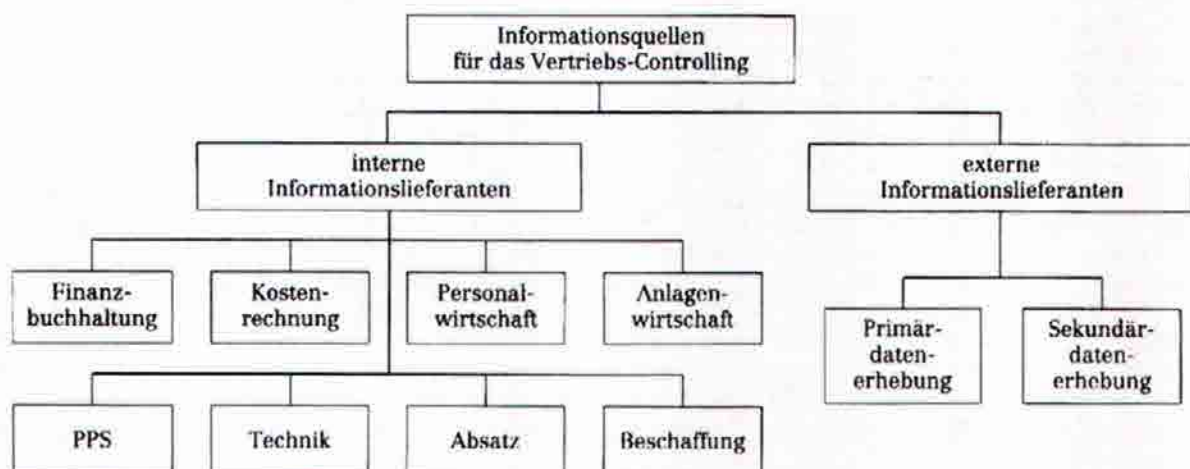 Informationsquellen
für das Vertriebs-Controlling
interne
Informationslieferanten
externe
Informationslieferanten
Finanz-
buchhaltung
Kosten-
rechnung
Personal-
wirtschaft
Anlagen-
wirtschaft
Primär-
daten-
erhebung
Sekundär-
daten-
erhebung
PPS
Technik
Absatz
Beschaffung